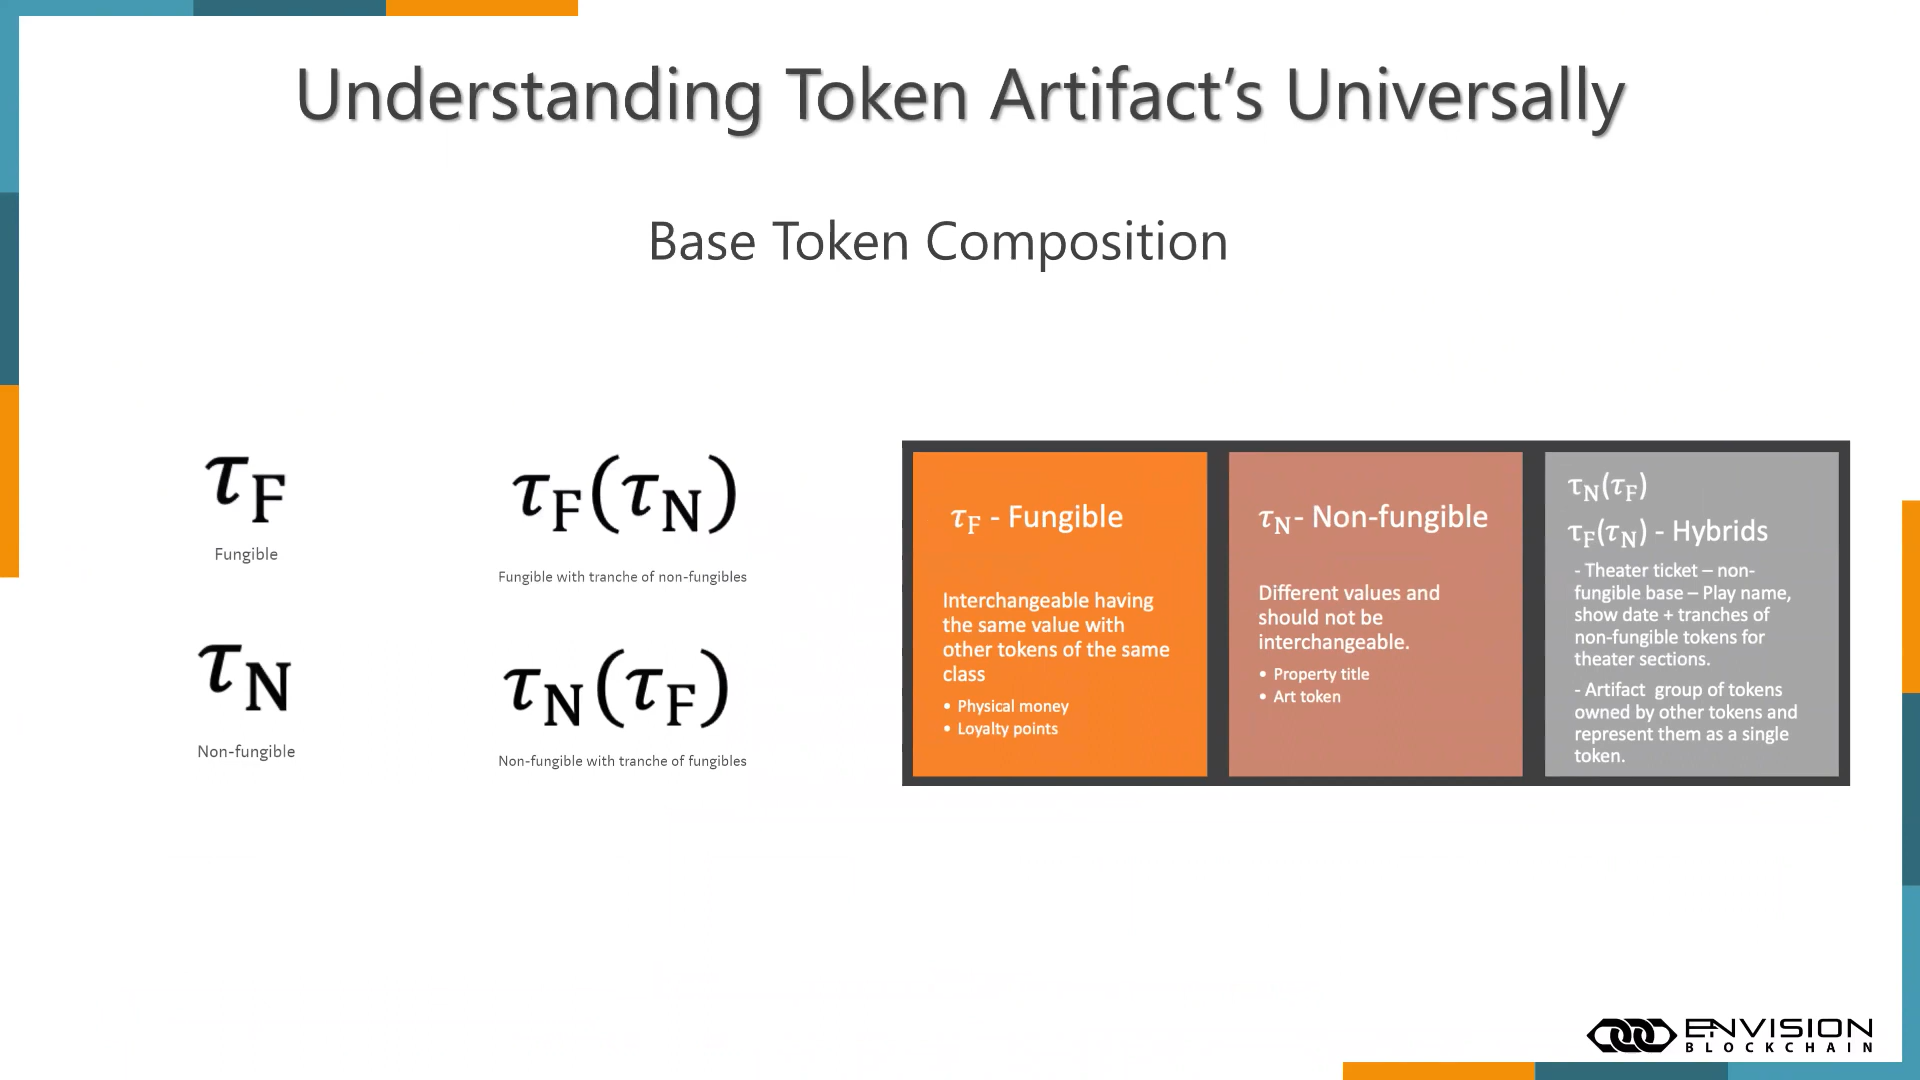 Understanding Token Artifact’s Universally
Base Token Composition
τF
Fungible
τF(τN)
Fungible with tranche of non-fungibles
τN
Non-fungible
τN(τF)
Non-fungible with tranche of fungibles
τF - Fungible
Interchangeable having
the same value with
other tokens of the same
class
• Physical money
• Loyalty points
τN- Non-fungible
Different values and
should not be
interchangeable.
• Property title
• Art token
τN(τF)
τF(τN) - Hybrids
- Theater ticket – non-
fungible base – Play name,
show date + tranches of
non-fungible tokens for
theater sections.
- Artifact  group of tokens
owned by other tokens and
represent them as a single
token.
ENVISION
BLOCKCHAIN